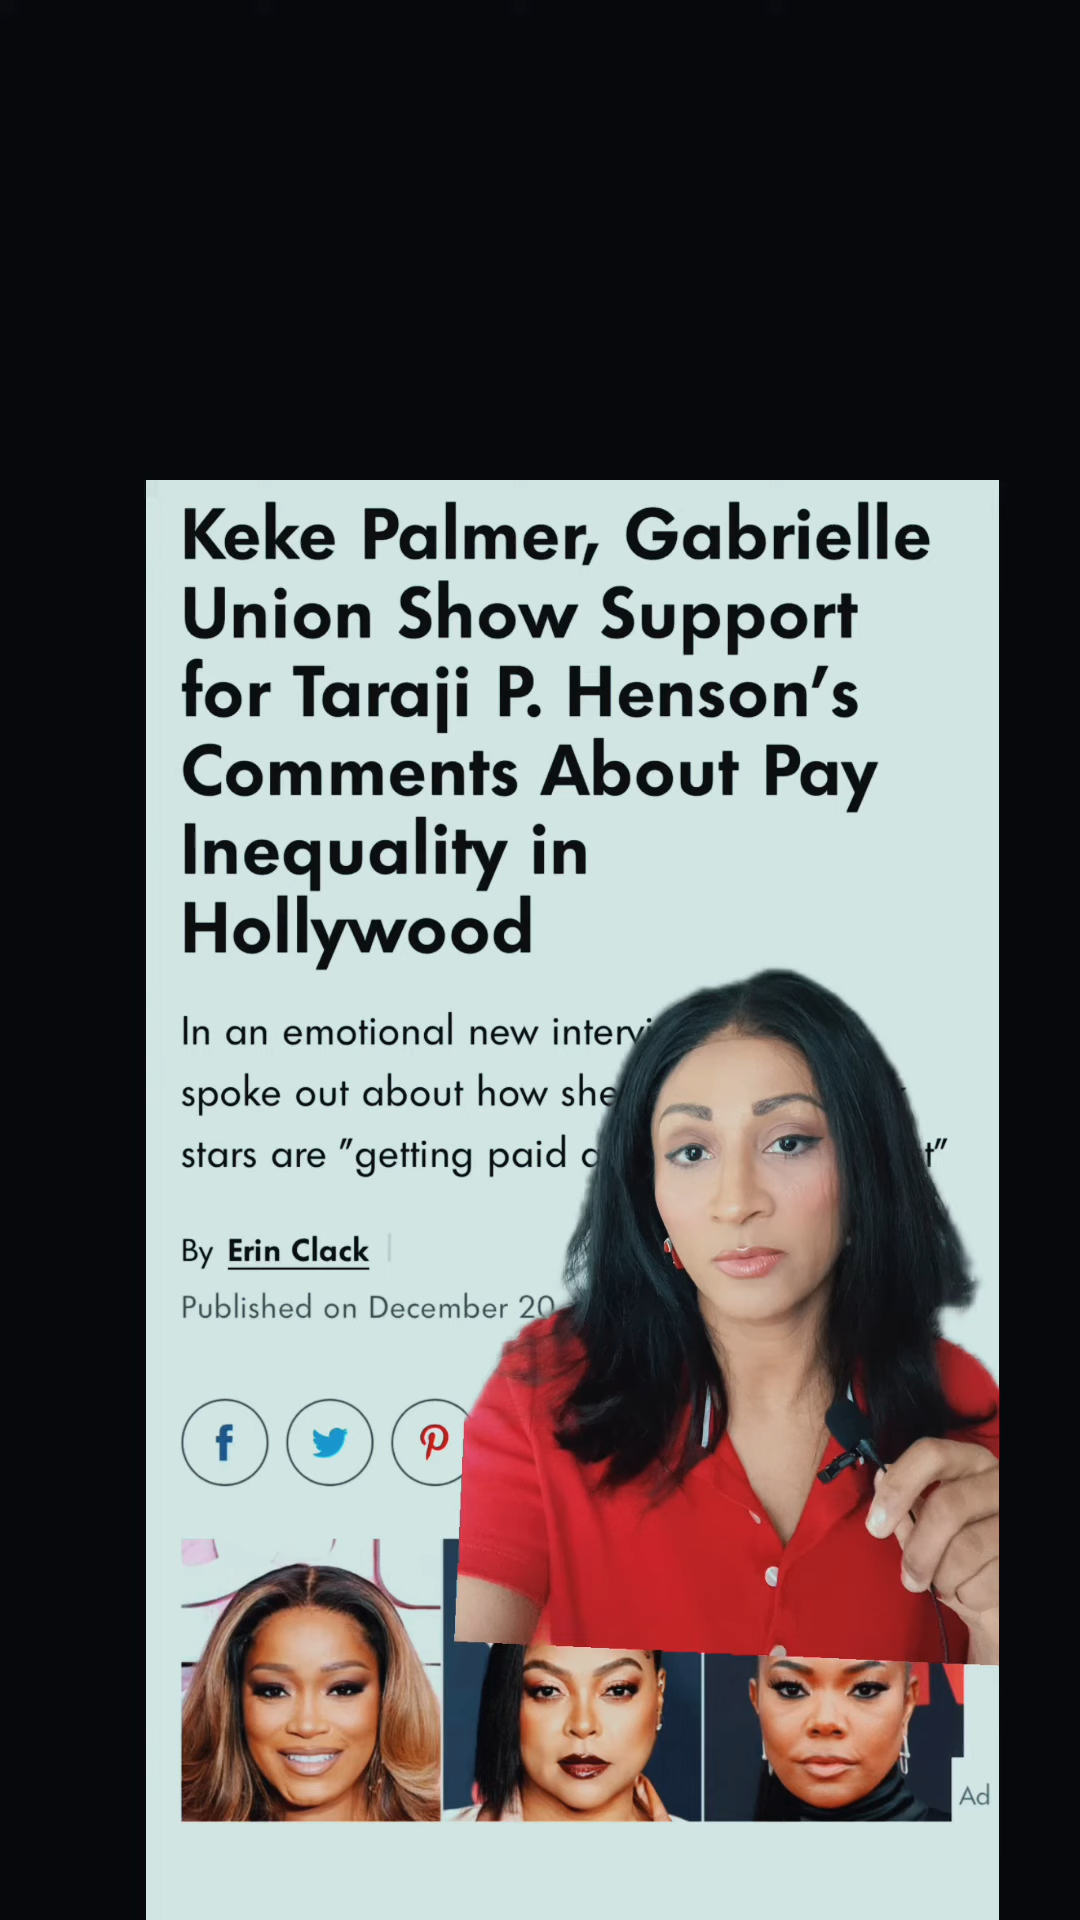 Keke Palmer, Gabrielle
Union Show Support
for Taraji P. Henson’s
Comments About Pay
Inequality in
Hollywood
In an emotional new
spoke out about how she
stars are ”getting paid
By Erin Clack
Published on December 20
Ad